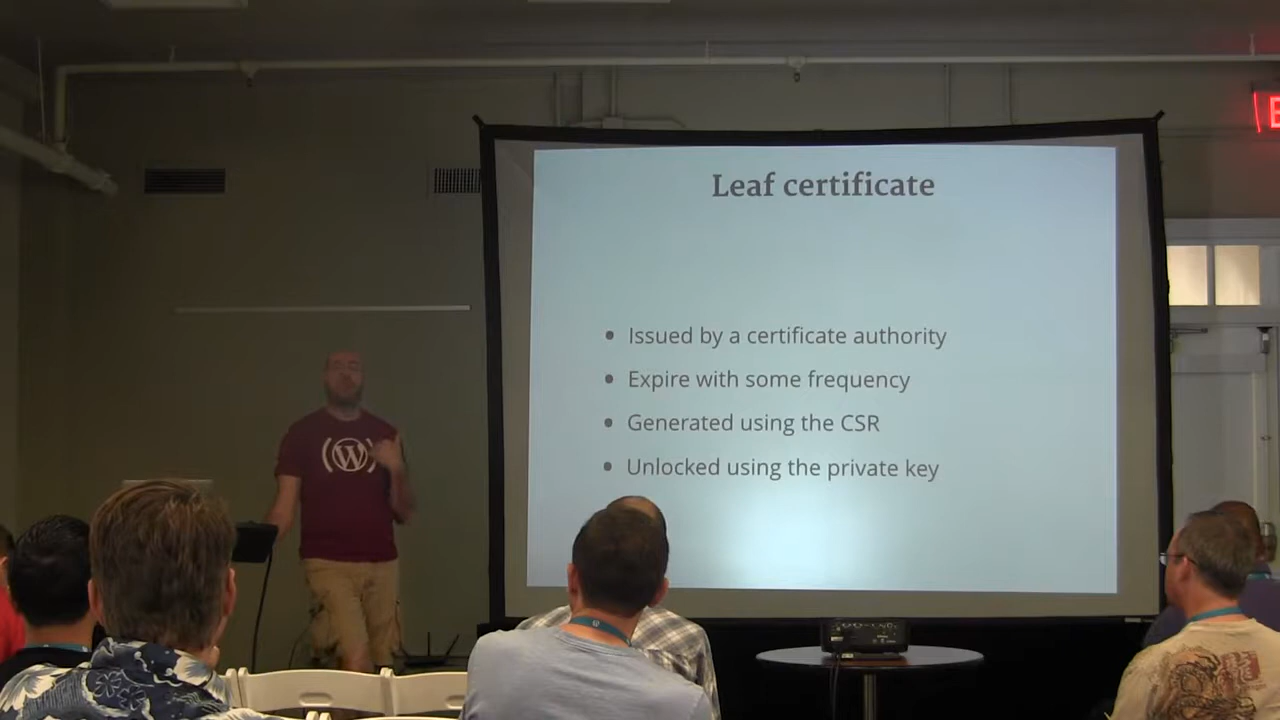 Leaf certificate
Issued by a certificate authority
Expire with some frequency
Generated using the CSR
Unlocked using the private key
(W)
E